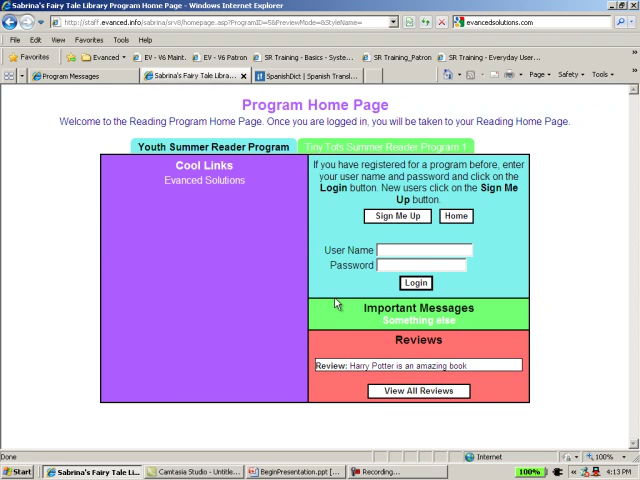 Sabrina's Fairy Tale Library Program Home Page - Windows Internet Explorer
http://staff.evanced.info/sabrina/srv8/homepage.asp?ProgramID=5&PreviewMode=&StyleName=
evancedsolutions.com
File Edit View Favorites Tools Help
Favorites Evanced EV - V6 Maint. EV - V6 Patron SR Training - Basics - Syste... SR Training_Patron SR Training - Everyday User...
Program Messages Sabrina's Fairy Tale Libra... X SpanishDict | Spanish Transl... Page Safety Tools
Program Home Page
Welcome to the Reading Program Home Page. Once you are logged in, you will be taken to your Reading Home Page.
Youth Summer Reader Program Tiny Tots Summer Reader Program 1
Cool Links
Evanced Solutions
If you have registered for a program before, enter
your user name and password and click on the
Login button. New users click on the Sign Me
Up button.
Sign Me Up Home
User Name
Password
Login
Important Messages
Something else
Reviews
Review: Harry Potter is an amazing book
View All Reviews
Done Internet 100%
Start Sabrina's Fairy Tale Li... Camtasia Studio - Untitle... BeginPresentation.ppt [... Recording... 100% 4:13 PM